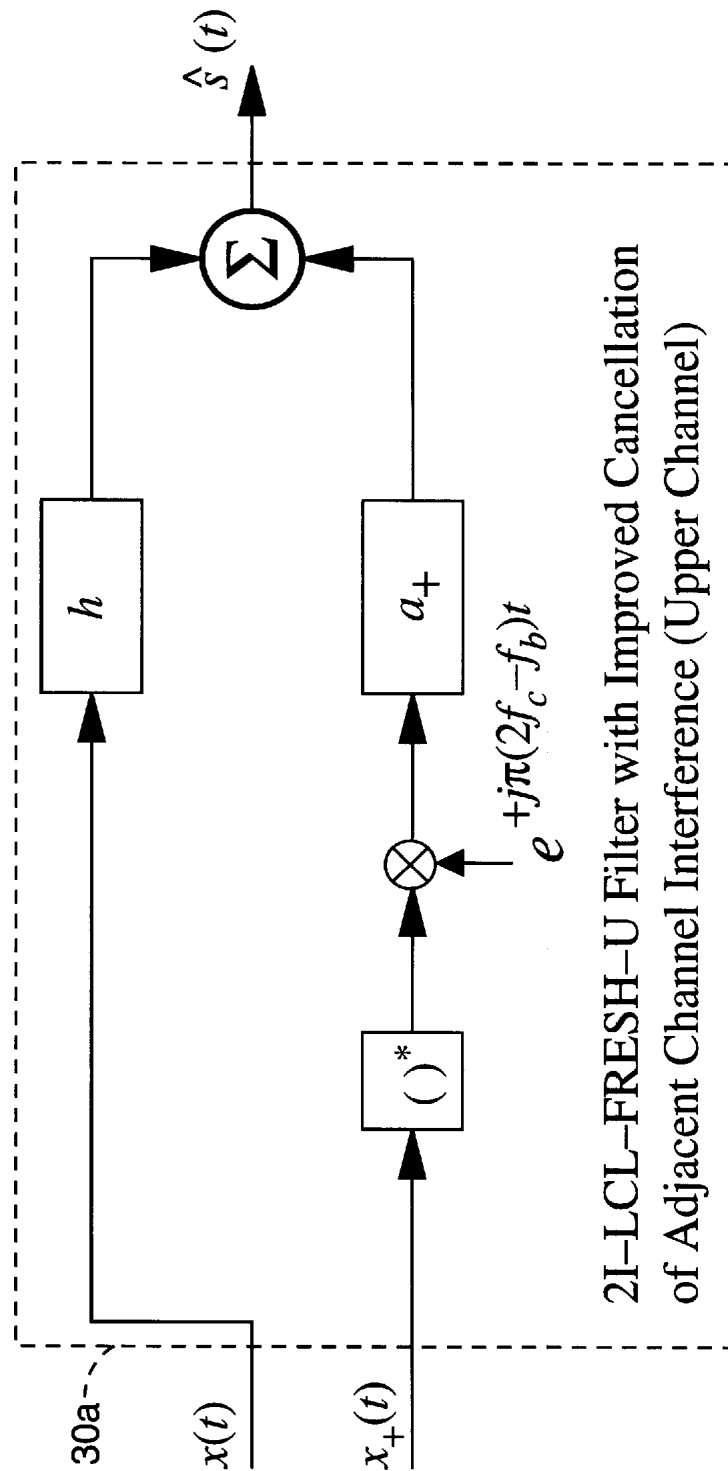 30a
x(t)
h
Σ
ŝ (t)
x₊(t)
( )*
⊗
e^{+jπ(2f_c–f_b)t}
a₊
2I–LCL–FRESH–U Filter with Improved Cancellation
of Adjacent Channel Interference (Upper Channel)